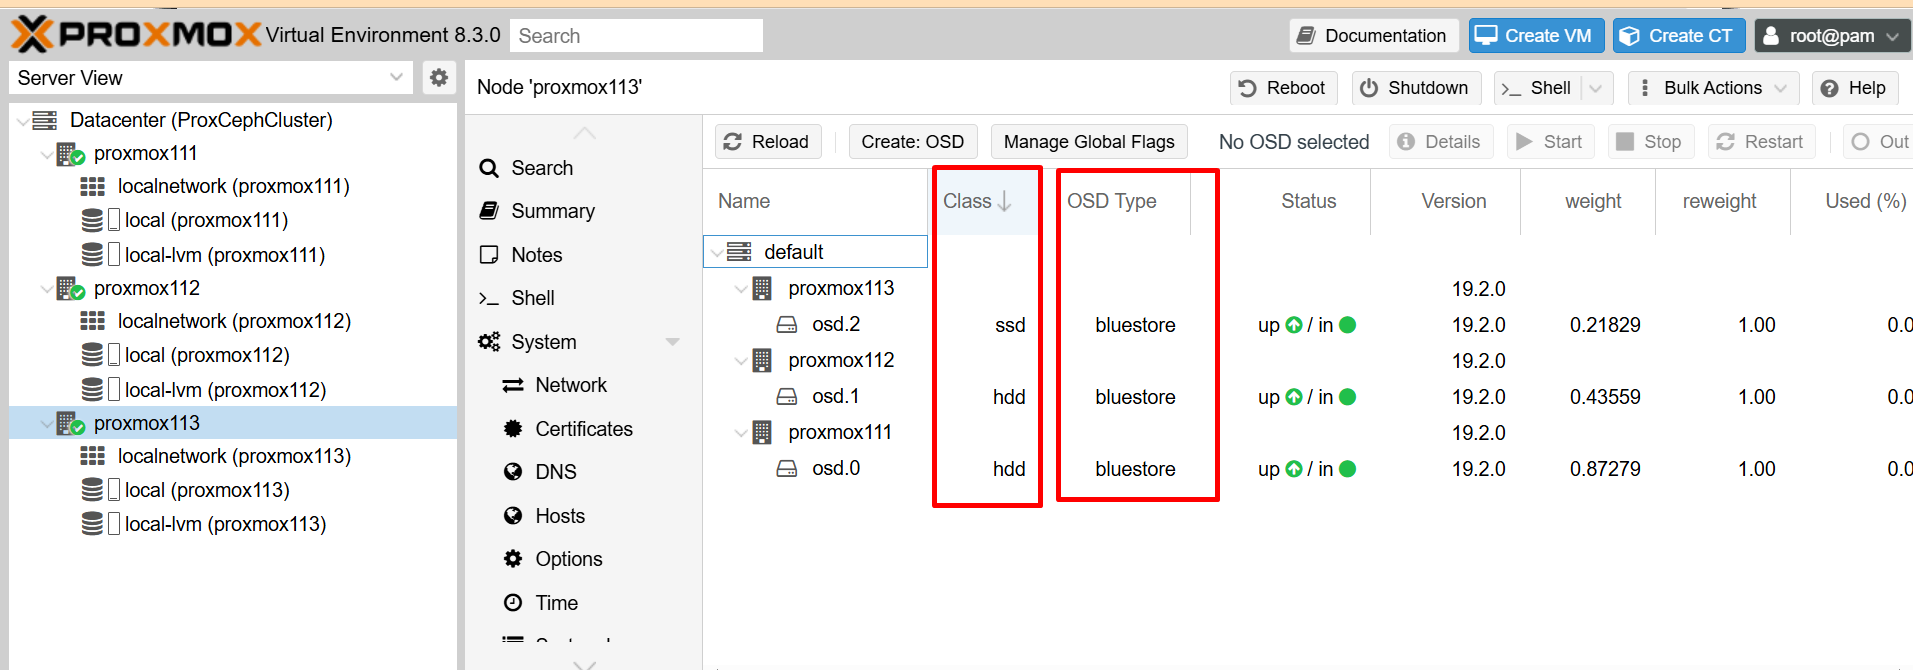 PROXMOX Virtual Environment 8.3.0 Search Documentation Create VM Create CT root@pam
Server View
Datacenter (ProxCephCluster)
proxmox111
localnetwork (proxmox111)
local (proxmox111)
local-lvm (proxmox111)
proxmox112
localnetwork (proxmox112)
local (proxmox112)
local-lvm (proxmox112)
proxmox113
localnetwork (proxmox113)
local (proxmox113)
local-lvm (proxmox113)
Node 'proxmox113' Reboot Shutdown Shell Bulk Actions Help
Search
Summary
Notes
Shell
System
Network
Certificates
DNS
Hosts
Options
Time
Reload Create: OSD Manage Global Flags No OSD selected Details Start Stop Restart Out
Name Class OSD Type Status Version weight reweight Used (%)
default
proxmox113 19.2.0
osd.2 ssd bluestore up / in 19.2.0 0.21829 1.00 0.0
proxmox112 19.2.0
osd.1 hdd bluestore up / in 19.2.0 0.43559 1.00 0.0
proxmox111 19.2.0
osd.0 hdd bluestore up / in 19.2.0 0.87279 1.00 0.0